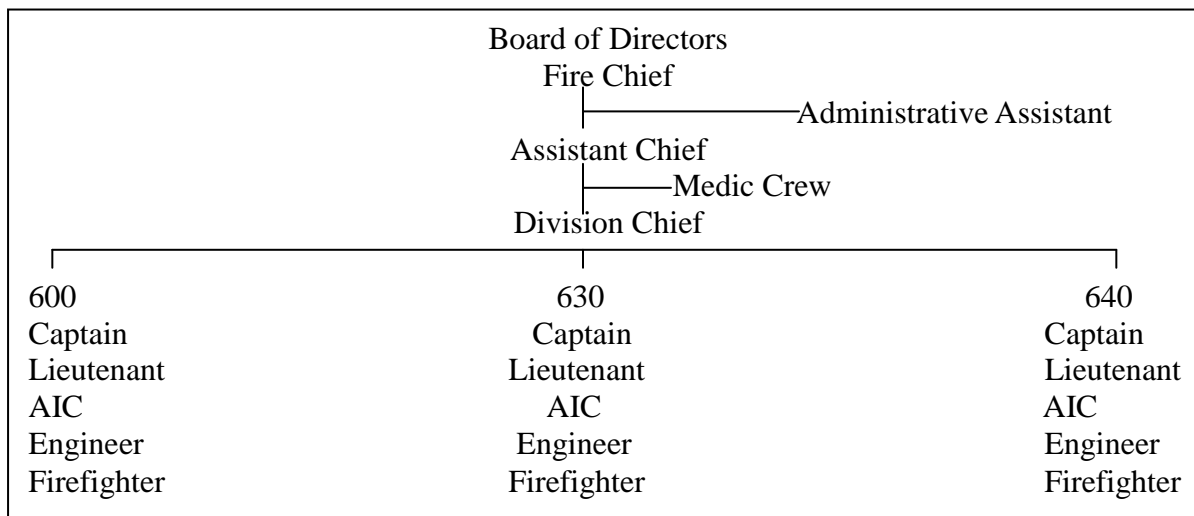 Board of Directors
Fire Chief
Administrative Assistant
Assistant Chief
Medic Crew
Division Chief
600 630 640
Captain Captain Captain
Lieutenant Lieutenant Lieutenant
AIC AIC AIC
Engineer Engineer Engineer
Firefighter Firefighter Firefighter